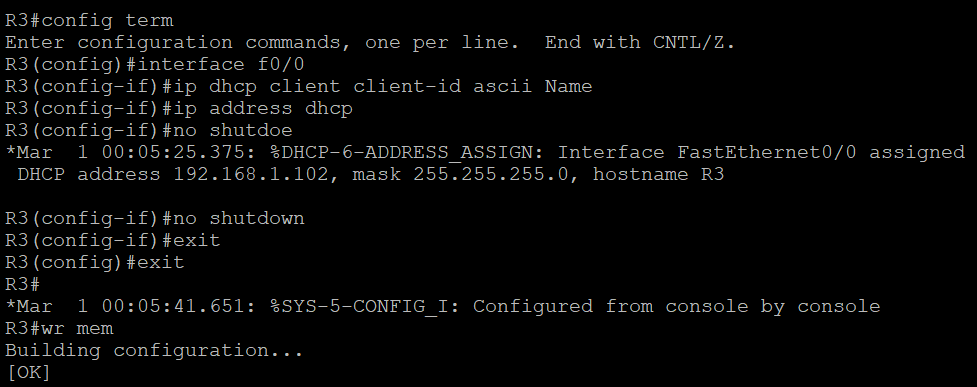 R3#config term
Enter configuration commands, one per line.  End with CNTL/Z.
R3(config)#interface f0/0
R3(config-if)#ip dhcp client client-id ascii Name
R3(config-if)#ip address dhcp
R3(config-if)#no shutdoe
*Mar  1 00:05:25.375: %DHCP-6-ADDRESS_ASSIGN: Interface FastEthernet0/0 assigned
 DHCP address 192.168.1.102, mask 255.255.255.0, hostname R3
R3(config-if)#no shutdown
R3(config-if)#exit
R3(config)#exit
R3#
*Mar  1 00:05:41.651: %SYS-5-CONFIG_I: Configured from console by console
R3#wr mem
Building configuration...
[OK]